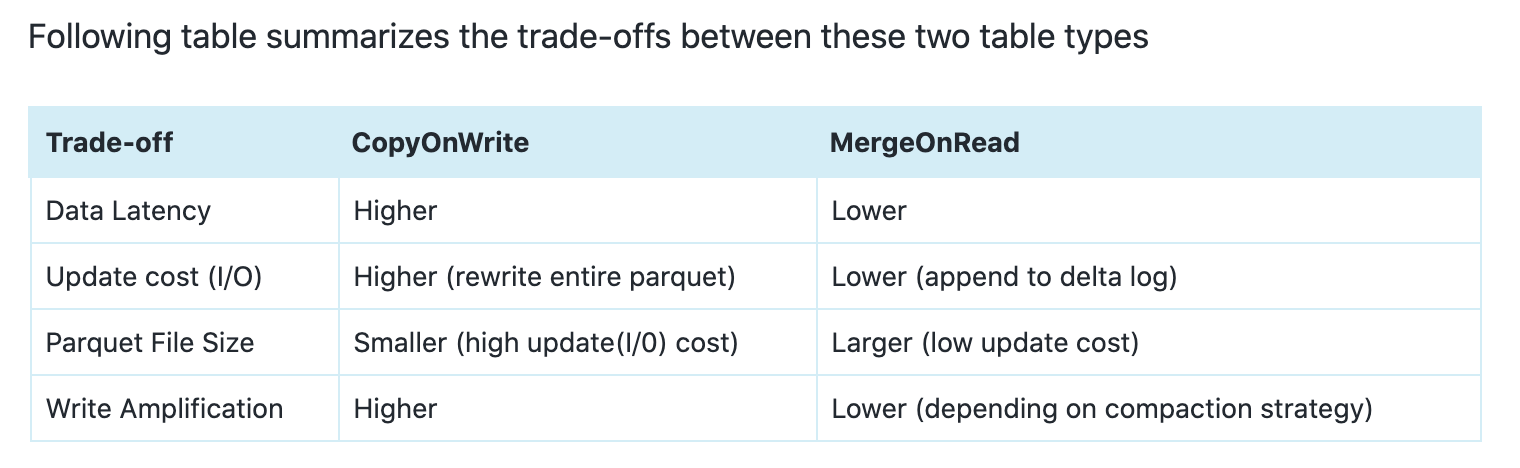 Following table summarizes the trade-offs between these two table types
Trade-off CopyOnWrite MergeOnRead
Data Latency Higher Lower
Update cost (I/O) Higher (rewrite entire parquet) Lower (append to delta log)
Parquet File Size Smaller (high update(I/0) cost) Larger (low update cost)
Write Amplification Higher Lower (depending on compaction strategy)